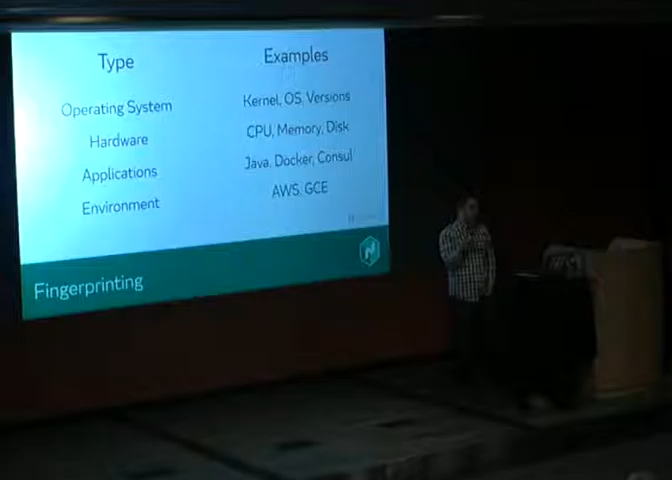 Type Examples
Operating System Kernel, OS, Versions
Hardware CPU, Memory, Disk
Applications Java, Docker, Consul
Environment AWS, GCE
Fingerprinting